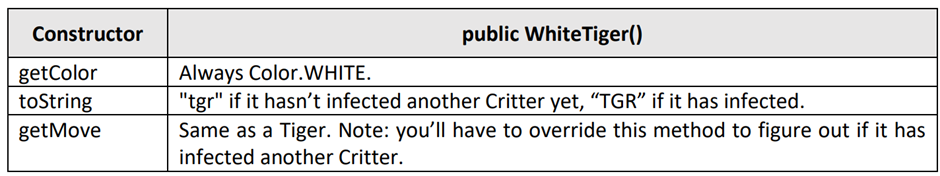 Constructor public WhiteTiger()
getColor Always Color.WHITE.
toString "tgr" if it hasn’t infected another Critter yet, “TGR” if it has infected.
getMove Same as a Tiger. Note: you’ll have to override this method to figure out if it has
infected another Critter.